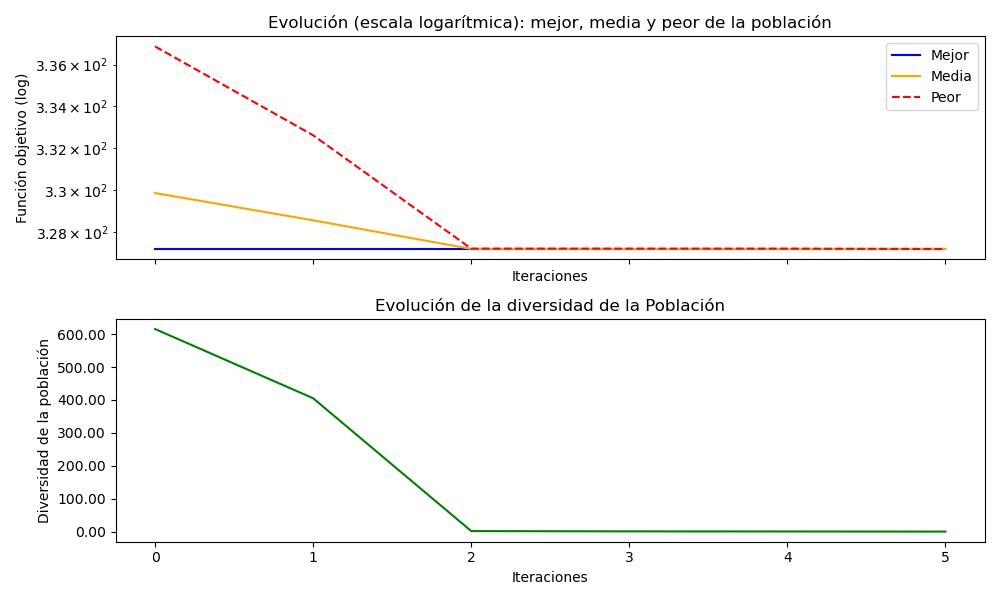 Evolución (escala logarítmica): mejor, media y peor de la población
Función objetivo (log)
3.36 × 10²
3.34 × 10²
3.32 × 10²
3.3 × 10²
3.28 × 10²
Mejor
Media
Peor
Iteraciones
Evolución de la diversidad de la Población
Diversidad de la población
600.00
500.00
400.00
300.00
200.00
100.00
0.00
0 1 2 3 4 5
Iteraciones